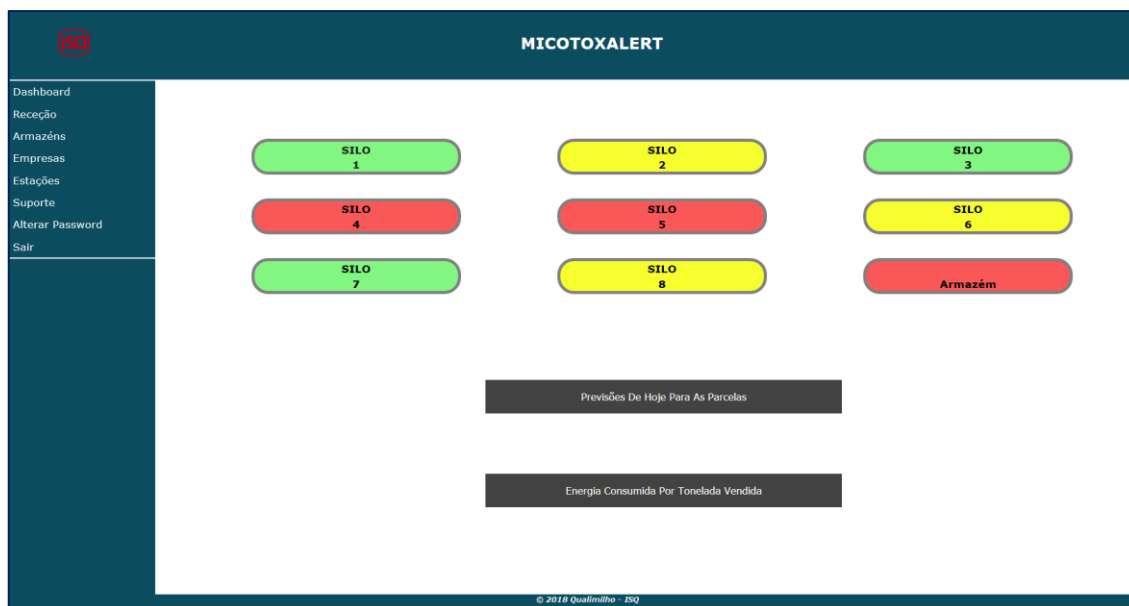 ISQ
MICOTOXALERT
Dashboard
Receção
Armazéns
Empresas
Estações
Suporte
Alterar Password
Sair
SILO
1
SILO
2
SILO
3
SILO
4
SILO
5
SILO
6
SILO
7
SILO
8
Armazém
Previsões De Hoje Para As Parcelas
Energia Consumida Por Tonelada Vendida
© 2018 Qualimilho - ISQ